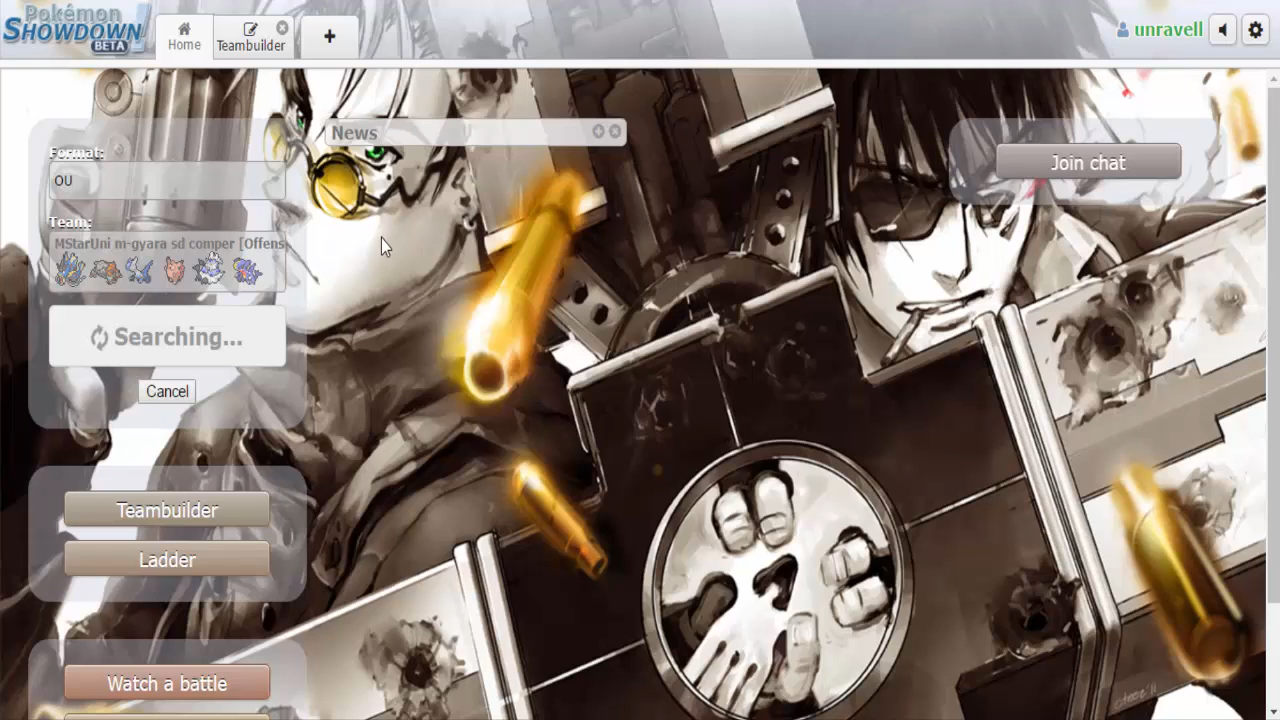 Pokémon
SHOWDOWN!
BETA
Home
Teambuilder
+
unravell
Format:
OU
Team:
MStarUni m-gyara sd comper [Offens
Searching...
Cancel
Teambuilder
Ladder
Watch a battle
News
Join chat